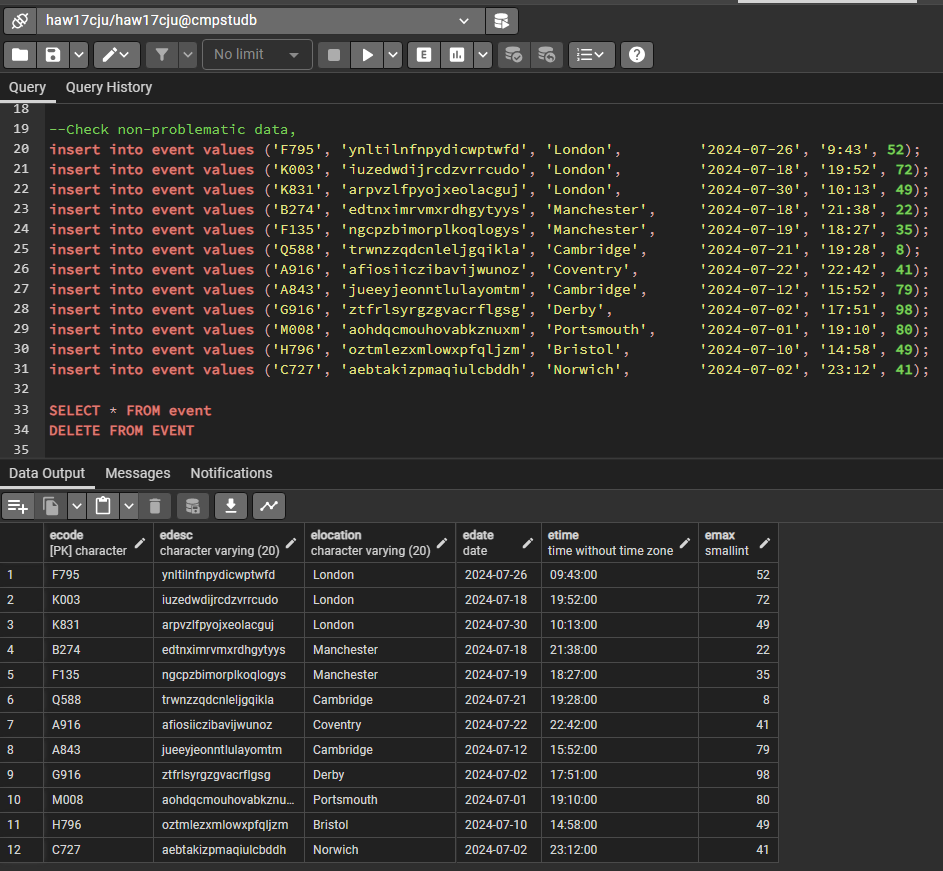 haw17cju/haw17cju@cmpstudb
No limit
E
Query Query History
18
19 --Check non-problematic data,
20 insert into event values ('F795', 'ynltilnfnpydicwptwfd', 'London', '2024-07-26', '9:43', 52);
21 insert into event values ('K003', 'iuzedwdijrcdzvrrcudo', 'London', '2024-07-18', '19:52', 72);
22 insert into event values ('K831', 'arpvzlfpyojxeolacguj', 'London', '2024-07-30', '10:13', 49);
23 insert into event values ('B274', 'edtnximrvmxrdhgytyys', 'Manchester', '2024-07-18', '21:38', 22);
24 insert into event values ('F135', 'ngcpzbimorplkoqlogys', 'Manchester', '2024-07-19', '18:27', 35);
25 insert into event values ('Q588', 'trwnzzqdcnleljgqikla', 'Cambridge', '2024-07-21', '19:28', 8);
26 insert into event values ('A916', 'afiosiiczibavijwunoz', 'Coventry', '2024-07-22', '22:42', 41);
27 insert into event values ('A843', 'jueeyjeonntlulayomtm', 'Cambridge', '2024-07-12', '15:52', 79);
28 insert into event values ('G916', 'ztfrlsyrgzgvacrflgsg', 'Derby', '2024-07-02', '17:51', 98);
29 insert into event values ('M008', 'aohdqcmouhovabkznuxm', 'Portsmouth', '2024-07-01', '19:10', 80);
30 insert into event values ('H796', 'oztmlezxmlowxpfqljzm', 'Bristol', '2024-07-10', '14:58', 49);
31 insert into event values ('C727', 'aebtakizpmaqiulcbddh', 'Norwich', '2024-07-02', '23:12', 41);
32
33 SELECT * FROM event
34 DELETE FROM EVENT
35
Data Output Messages Notifications
ecode edesc elocation edate etime emax
[PK] character character varying (20) character varying (20) date time without time zone smallint
1 F795 ynltilnfnpydicwptwfd London 2024-07-26 09:43:00 52
2 K003 iuzedwdijrcdzvrrcudo London 2024-07-18 19:52:00 72
3 K831 arpvzlfpyojxeolacguj London 2024-07-30 10:13:00 49
4 B274 edtnximrvmxrdhgytyys Manchester 2024-07-18 21:38:00 22
5 F135 ngcpzbimorplkoqlogys Manchester 2024-07-19 18:27:00 35
6 Q588 trwnzzqdcnleljgqikla Cambridge 2024-07-21 19:28:00 8
7 A916 afiosiiczibavijwunoz Coventry 2024-07-22 22:42:00 41
8 A843 jueeyjeonntlulayomtm Cambridge 2024-07-12 15:52:00 79
9 G916 ztfrlsyrgzgvacrflgsg Derby 2024-07-02 17:51:00 98
10 M008 aohdqcmouhovabkznu... Portsmouth 2024-07-01 19:10:00 80
11 H796 oztmlezxmlowxpfqljzm Bristol 2024-07-10 14:58:00 49
12 C727 aebtakizpmaqiulcbddh Norwich 2024-07-02 23:12:00 41